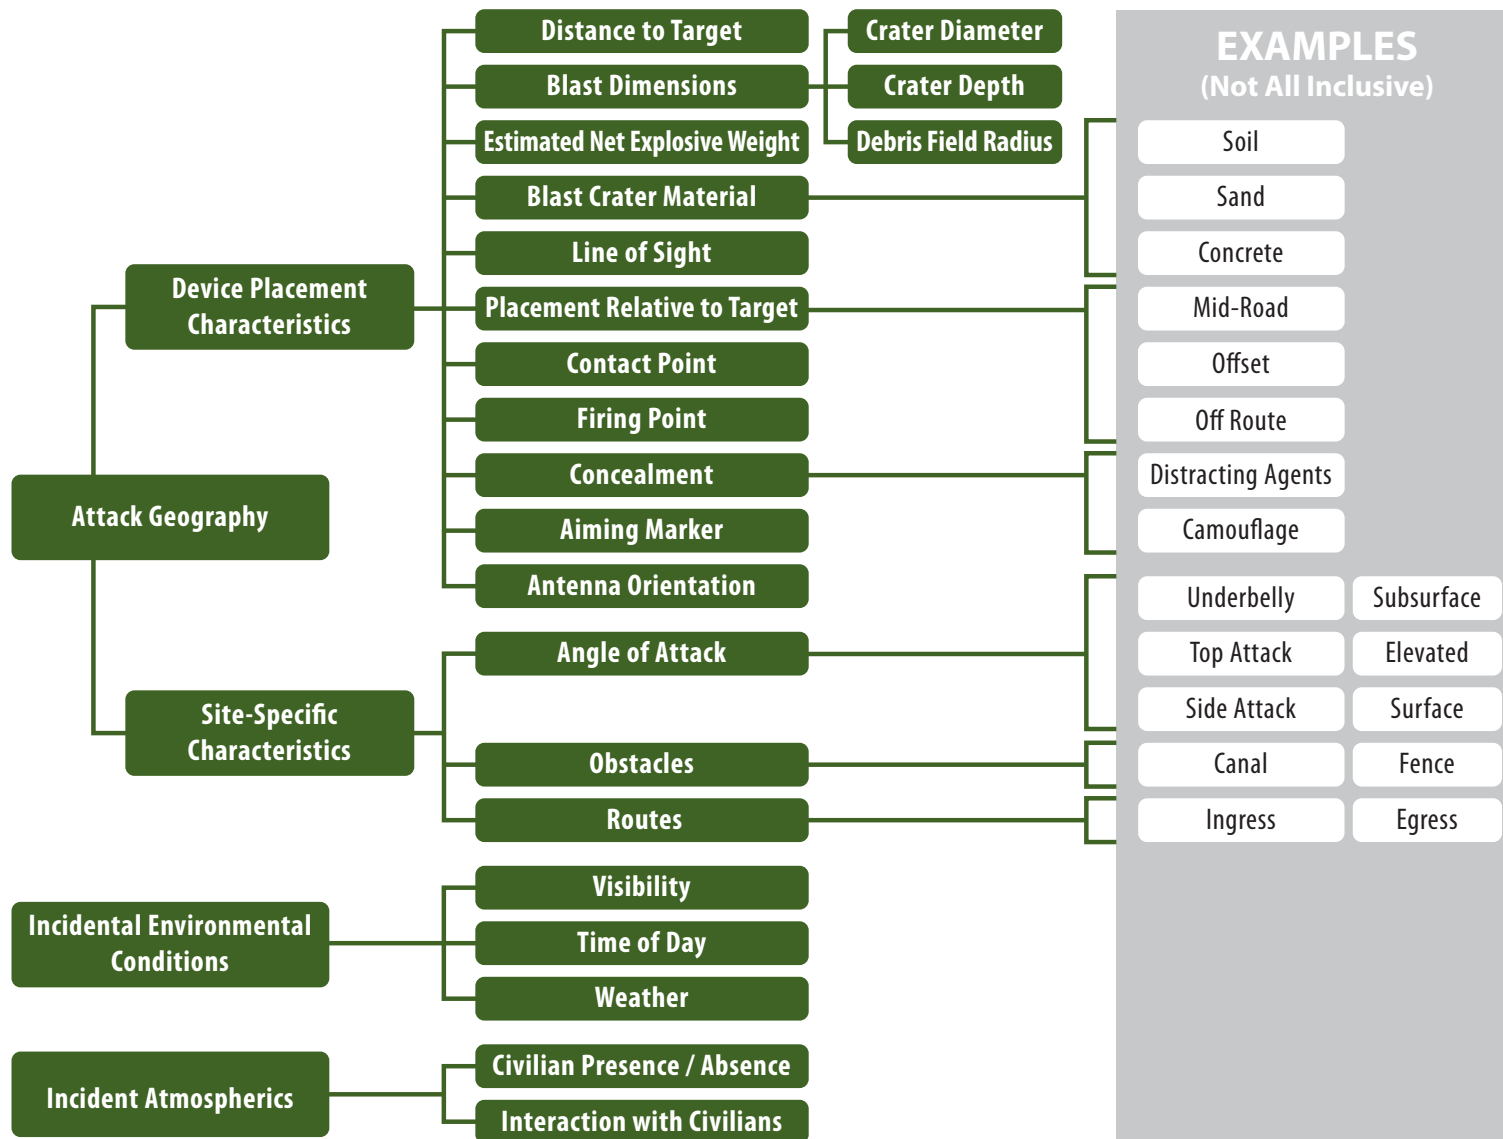 Distance to Target
Crater Diameter
EXAMPLES
(Not All Inclusive)
Blast Dimensions
Crater Depth
Estimated Net Explosive Weight
Debris Field Radius
Soil
Blast Crater Material
Sand
Line of Sight
Concrete
Device Placement
Characteristics
Placement Relative to Target
Mid-Road
Contact Point
Offset
Firing Point
Off Route
Concealment
Distracting Agents
Attack Geography
Aiming Marker
Camouflage
Antenna Orientation
Underbelly
Subsurface
Angle of Attack
Top Attack
Elevated
Site-Specific
Characteristics
Side Attack
Surface
Obstacles
Canal
Fence
Routes
Ingress
Egress
Visibility
Incidental Environmental
Conditions
Time of Day
Weather
Civilian Presence / Absence
Incident Atmospherics
Interaction with Civilians